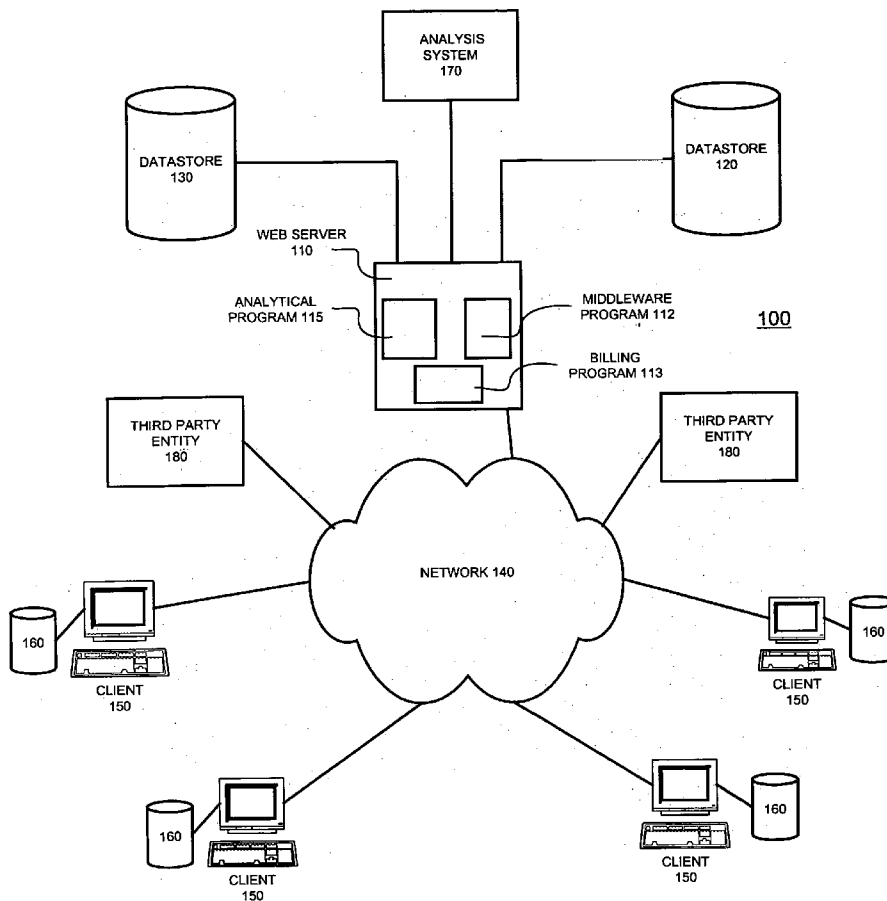 ANALYSIS
SYSTEM
170
DATASTORE
130
DATASTORE
120
WEB SERVER
110
ANALYTICAL
PROGRAM 115
MIDDLEWARE
PROGRAM 112
100
BILLING
PROGRAM 113
THIRD PARTY
ENTITY
180
THIRD PARTY
ENTITY
180
NETWORK 140
160
CLIENT
150
160
CLIENT
150
160
CLIENT
150
160
CLIENT
150